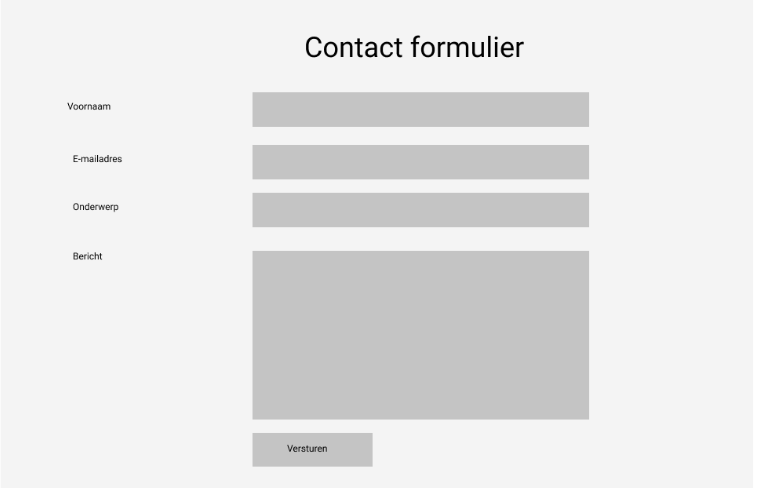 Contact formulier
Voornaam
E-mailadres
Onderwerp
Bericht
Versturen